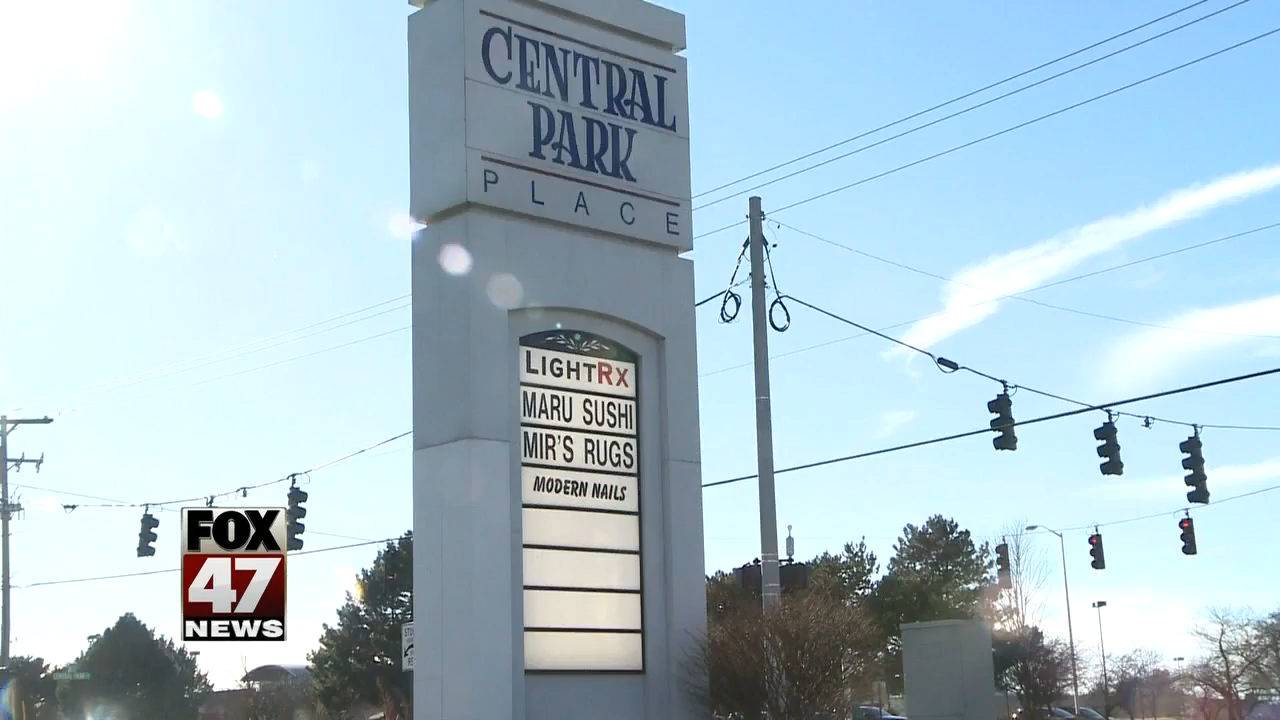 CENTRAL
PARK
PLACE
LIGHTRX
MARU SUSHI
MIR'S RUGS
MODERN NAILS
FOX
47
NEWS